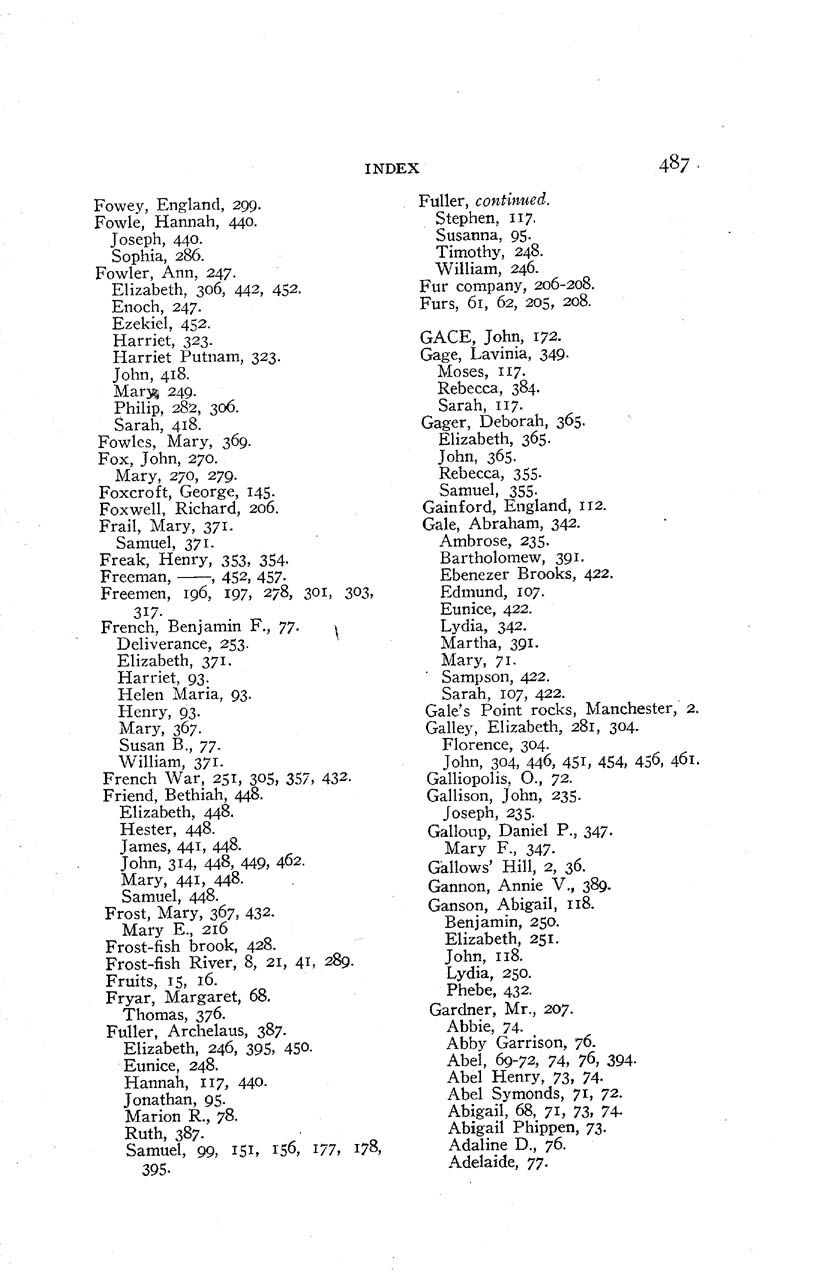 INDEX 487
Fowey, England, 299.
Fowle, Hannah, 440.
Joseph, 440.
Sophia, 286.
Fowler, Ann, 247.
Elizabeth, 306, 442, 452.
Enoch, 247.
Ezekiel, 452.
Harriet, 323.
Harriet Putnam, 323.
John, 418.
Mary, 249.
Philip, 282, 306.
Sarah, 418.
Fowles, Mary, 369.
Fox, John, 270.
Mary, 270, 279.
Foxcroft, George, 145.
Foxwell, Richard, 206.
Frail, Mary, 371.
Samuel, 371.
Freak, Henry, 353, 354.
Freeman, ——, 452, 457.
Freemen, 196, 197, 278, 301, 303,
317.
French, Benjamin F., 77.
Deliverance, 253.
Elizabeth, 371.
Harriet, 93.
Helen Maria, 93.
Henry, 93.
Mary, 367.
Susan B., 77.
William, 371.
French War, 251, 305, 357, 432.
Friend, Bethiah, 448.
Elizabeth, 448.
Hester, 448.
James, 441, 448.
John, 314, 448, 449, 462.
Mary, 441, 448.
Samuel, 448.
Frost, Mary, 367, 432.
Mary E., 216
Frost-fish brook, 428.
Frost-fish River, 8, 21, 41, 289.
Fruits, 15, 16.
Fryar, Margaret, 68.
Thomas, 376.
Fuller, Archelaus, 387.
Elizabeth, 246, 395, 450.
Eunice, 248.
Hannah, 117, 440.
Jonathan, 95.
Marion R., 78.
Ruth, 387.
Samuel, 99, 151, 156, 177, 178,
395.
Fuller, continued.
Stephen, 117.
Susanna, 95.
Timothy, 248.
William, 246.
Fur company, 206-208.
Furs, 61, 62, 205, 208.
GACE, John, 172.
Gage, Lavinia, 349.
Moses, 117.
Rebecca, 384.
Sarah, 117.
Gager, Deborah, 365.
Elizabeth, 365.
John, 365.
Rebecca, 355.
Samuel, 355.
Gainford, England, 112.
Gale, Abraham, 342.
Ambrose, 235.
Bartholomew, 391.
Ebenezer Brooks, 422.
Edmund, 107.
Eunice, 422.
Lydia, 342.
Martha, 391.
Mary, 71.
Sampson, 422.
Sarah, 107, 422.
Gale's Point rocks, Manchester, 2.
Galley, Elizabeth, 281, 304.
Florence, 304.
John, 304, 446, 451, 454, 456, 461.
Galliopolis, O., 72.
Gallison, John, 235.
Joseph, 235.
Galloup, Daniel P., 347.
Mary F., 347.
Gallows' Hill, 2, 36.
Gannon, Annie V., 389.
Ganson, Abigail, 118.
Benjamin, 250.
Elizabeth, 251.
John, 118.
Lydia, 250.
Phebe, 432.
Gardner, Mr., 207.
Abbie, 74.
Abby Garrison, 76.
Abel, 69-72, 74, 76, 394.
Abel Henry, 73, 74.
Abel Symonds, 71, 72.
Abigail, 68, 71, 73, 74.
Abigail Phippen, 73.
Adaline D., 76.
Adelaide, 77.